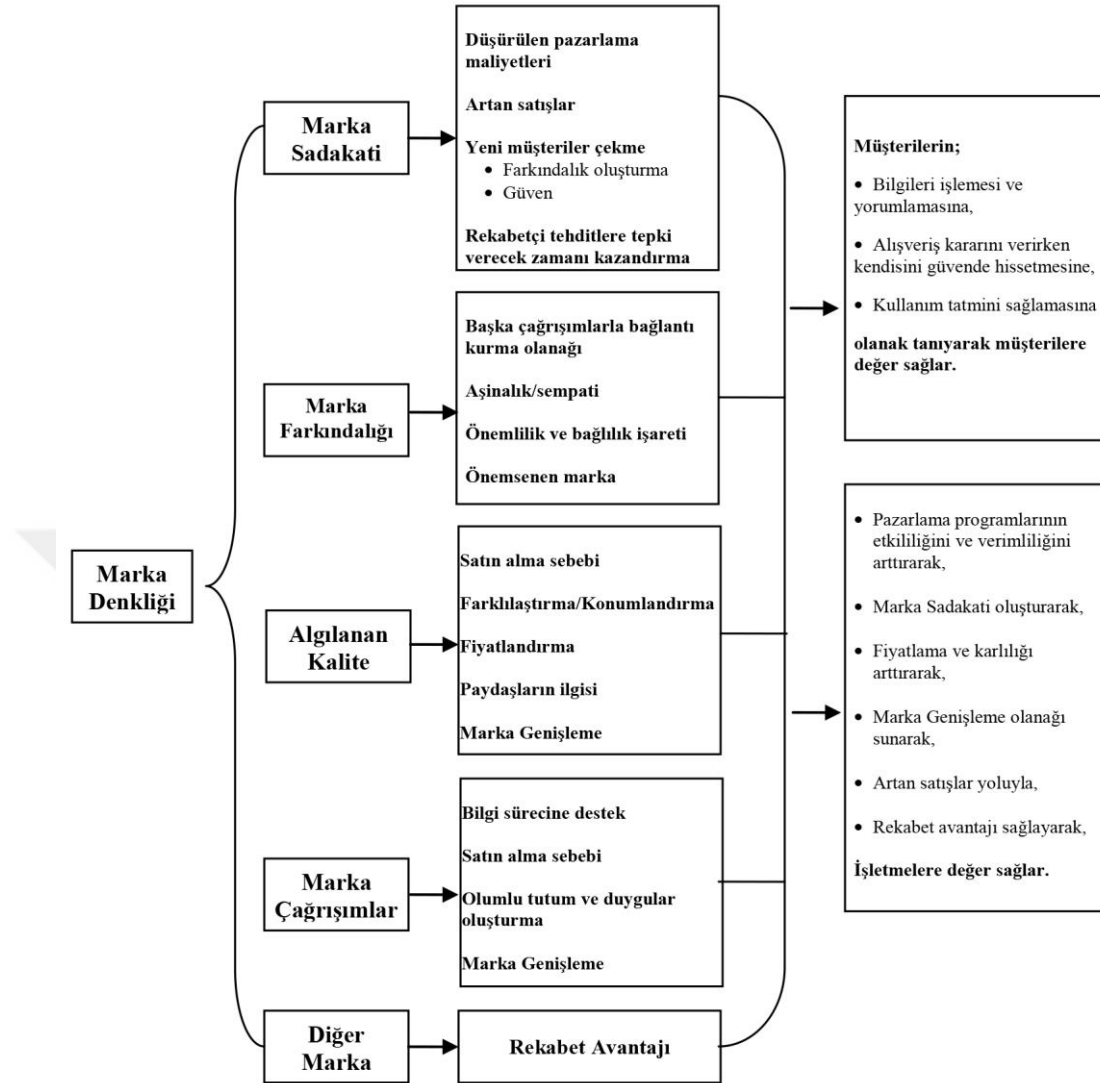 Marka
Denkliği
Marka
Sadakati
Düşürülen pazarlama
maliyetleri
Artan satışlar
Yeni müşteriler çekme
• Farkındalık oluşturma
• Güven
Rekabetçi tehditlere tepki
verecek zamanı kazandırma
Marka
Farkındalığı
Başka çağrışımlarla bağlantı
kurma olanağı
Aşinalık/sempati
Önemlilik ve bağlılık işareti
Önemsenen marka
Algılanan
Kalite
Satın alma sebebi
Farklılaştırma/Konumlandırma
Fiyatlandırma
Paydaşların ilgisi
Marka Genişleme
Marka
Çağrışımlar
Bilgi sürecine destek
Satın alma sebebi
Olumlu tutum ve duygular
oluşturma
Marka Genişleme
Diğer
Marka
Rekabet Avantajı
Müşterilerin;
• Bilgileri işlemesi ve
yorumlamasına,
• Alışveriş kararını verirken
kendisini güvende hissetmesine,
• Kullanım tatmini sağlamasına
olanak tanıyarak müşterilere
değer sağlar.
• Pazarlama programlarının
etkililiğini ve verimliliğini
arttırarak,
• Marka Sadakati oluşturarak,
• Fiyatlama ve karlılığı
arttırarak,
• Marka Genişleme olanağı
sunarak,
• Artan satışlar yoluyla,
• Rekabet avantajı sağlayarak,
İşletmelere değer sağlar.